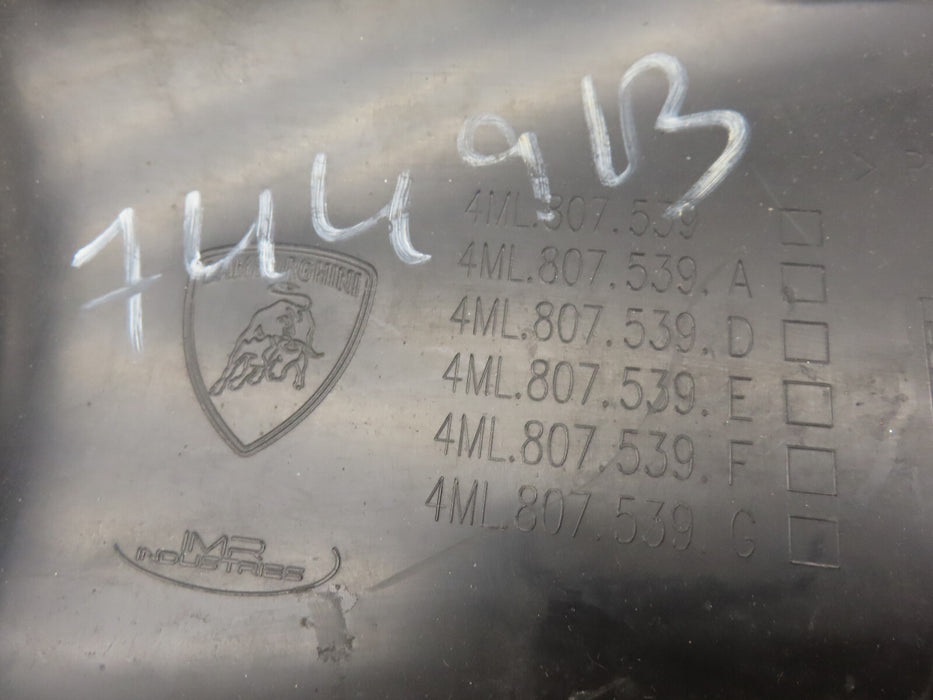 7449,B
4ML.807.539
4ML.807.539. A
4ML.807.539. D
4ML.807.539. E
4ML.807.539. F
4ML.807.539. G
LAMBORGHINI
IMR
INDUSTRIES